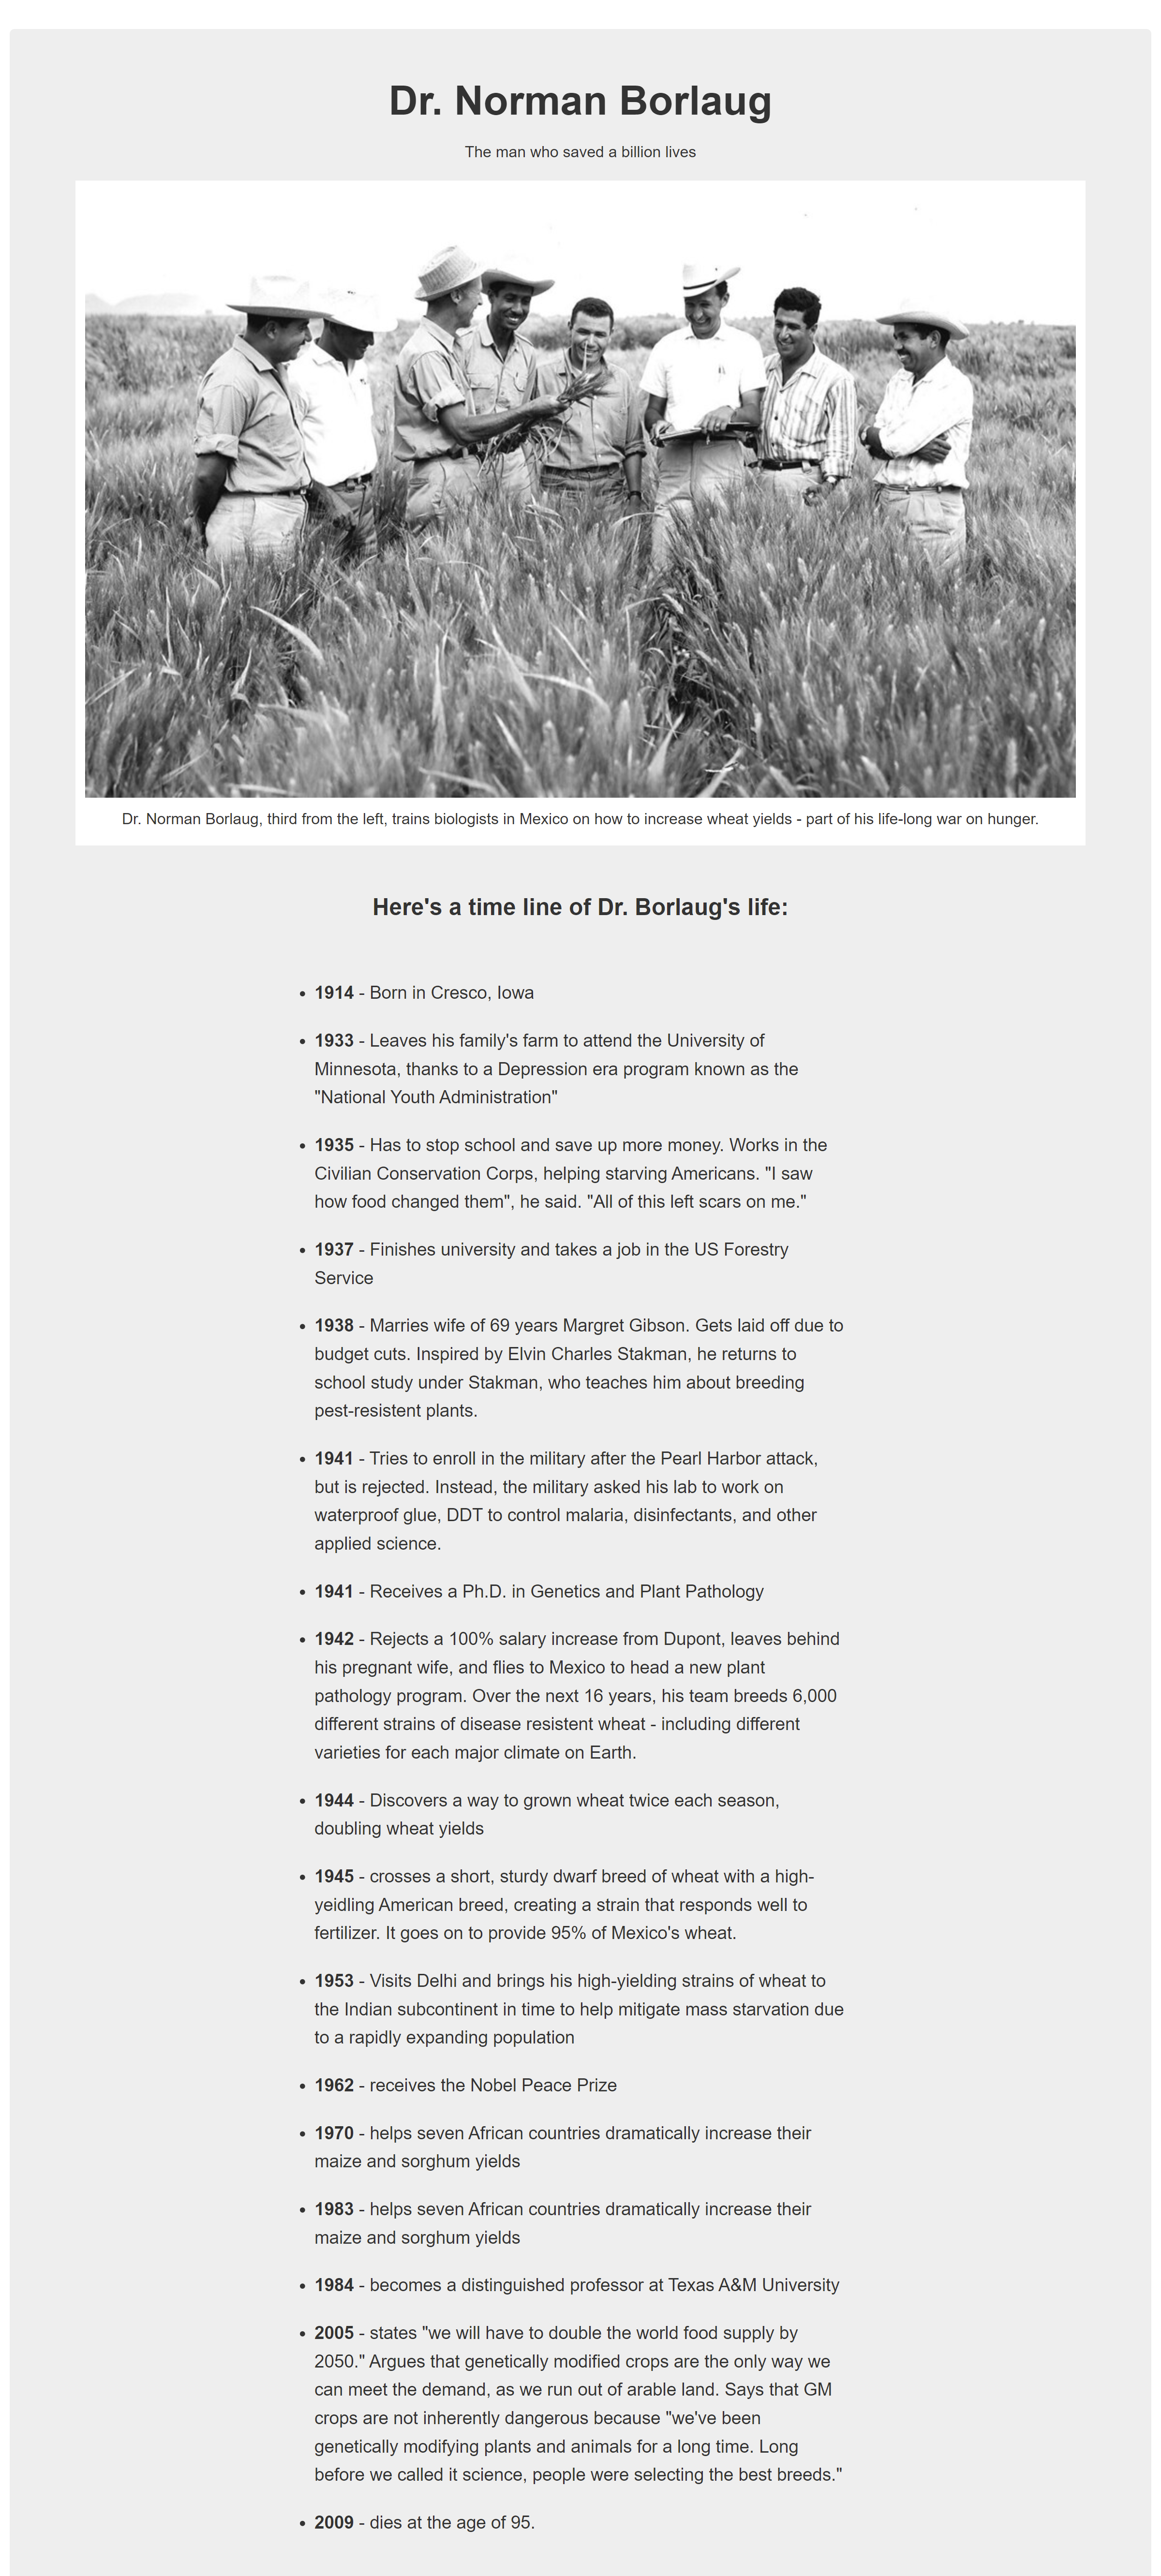 Dr. Norman Borlaug
The man who saved a billion lives
Dr. Norman Borlaug, third from the left, trains biologists in Mexico on how to increase wheat yields - part of his life-long war on hunger.
Here's a time line of Dr. Borlaug's life:
• 1914 - Born in Cresco, Iowa
• 1933 - Leaves his family's farm to attend the University of
Minnesota, thanks to a Depression era program known as the
"National Youth Administration"
• 1935 - Has to stop school and save up more money. Works in the
Civilian Conservation Corps, helping starving Americans. "I saw
how food changed them", he said. "All of this left scars on me."
• 1937 - Finishes university and takes a job in the US Forestry
Service
• 1938 - Marries wife of 69 years Margret Gibson. Gets laid off due to
budget cuts. Inspired by Elvin Charles Stakman, he returns to
school study under Stakman, who teaches him about breeding
pest-resistent plants.
• 1941 - Tries to enroll in the military after the Pearl Harbor attack,
but is rejected. Instead, the military asked his lab to work on
waterproof glue, DDT to control malaria, disinfectants, and other
applied science.
• 1941 - Receives a Ph.D. in Genetics and Plant Pathology
• 1942 - Rejects a 100% salary increase from Dupont, leaves behind
his pregnant wife, and flies to Mexico to head a new plant
pathology program. Over the next 16 years, his team breeds 6,000
different strains of disease resistent wheat - including different
varieties for each major climate on Earth.
• 1944 - Discovers a way to grown wheat twice each season,
doubling wheat yields
• 1945 - crosses a short, sturdy dwarf breed of wheat with a high-
yeidling American breed, creating a strain that responds well to
fertilizer. It goes on to provide 95% of Mexico's wheat.
• 1953 - Visits Delhi and brings his high-yielding strains of wheat to
the Indian subcontinent in time to help mitigate mass starvation due
to a rapidly expanding population
• 1962 - receives the Nobel Peace Prize
• 1970 - helps seven African countries dramatically increase their
maize and sorghum yields
• 1983 - helps seven African countries dramatically increase their
maize and sorghum yields
• 1984 - becomes a distinguished professor at Texas A&M University
• 2005 - states "we will have to double the world food supply by
2050." Argues that genetically modified crops are the only way we
can meet the demand, as we run out of arable land. Says that GM
crops are not inherently dangerous because "we've been
genetically modifying plants and animals for a long time. Long
before we called it science, people were selecting the best breeds."
• 2009 - dies at the age of 95.